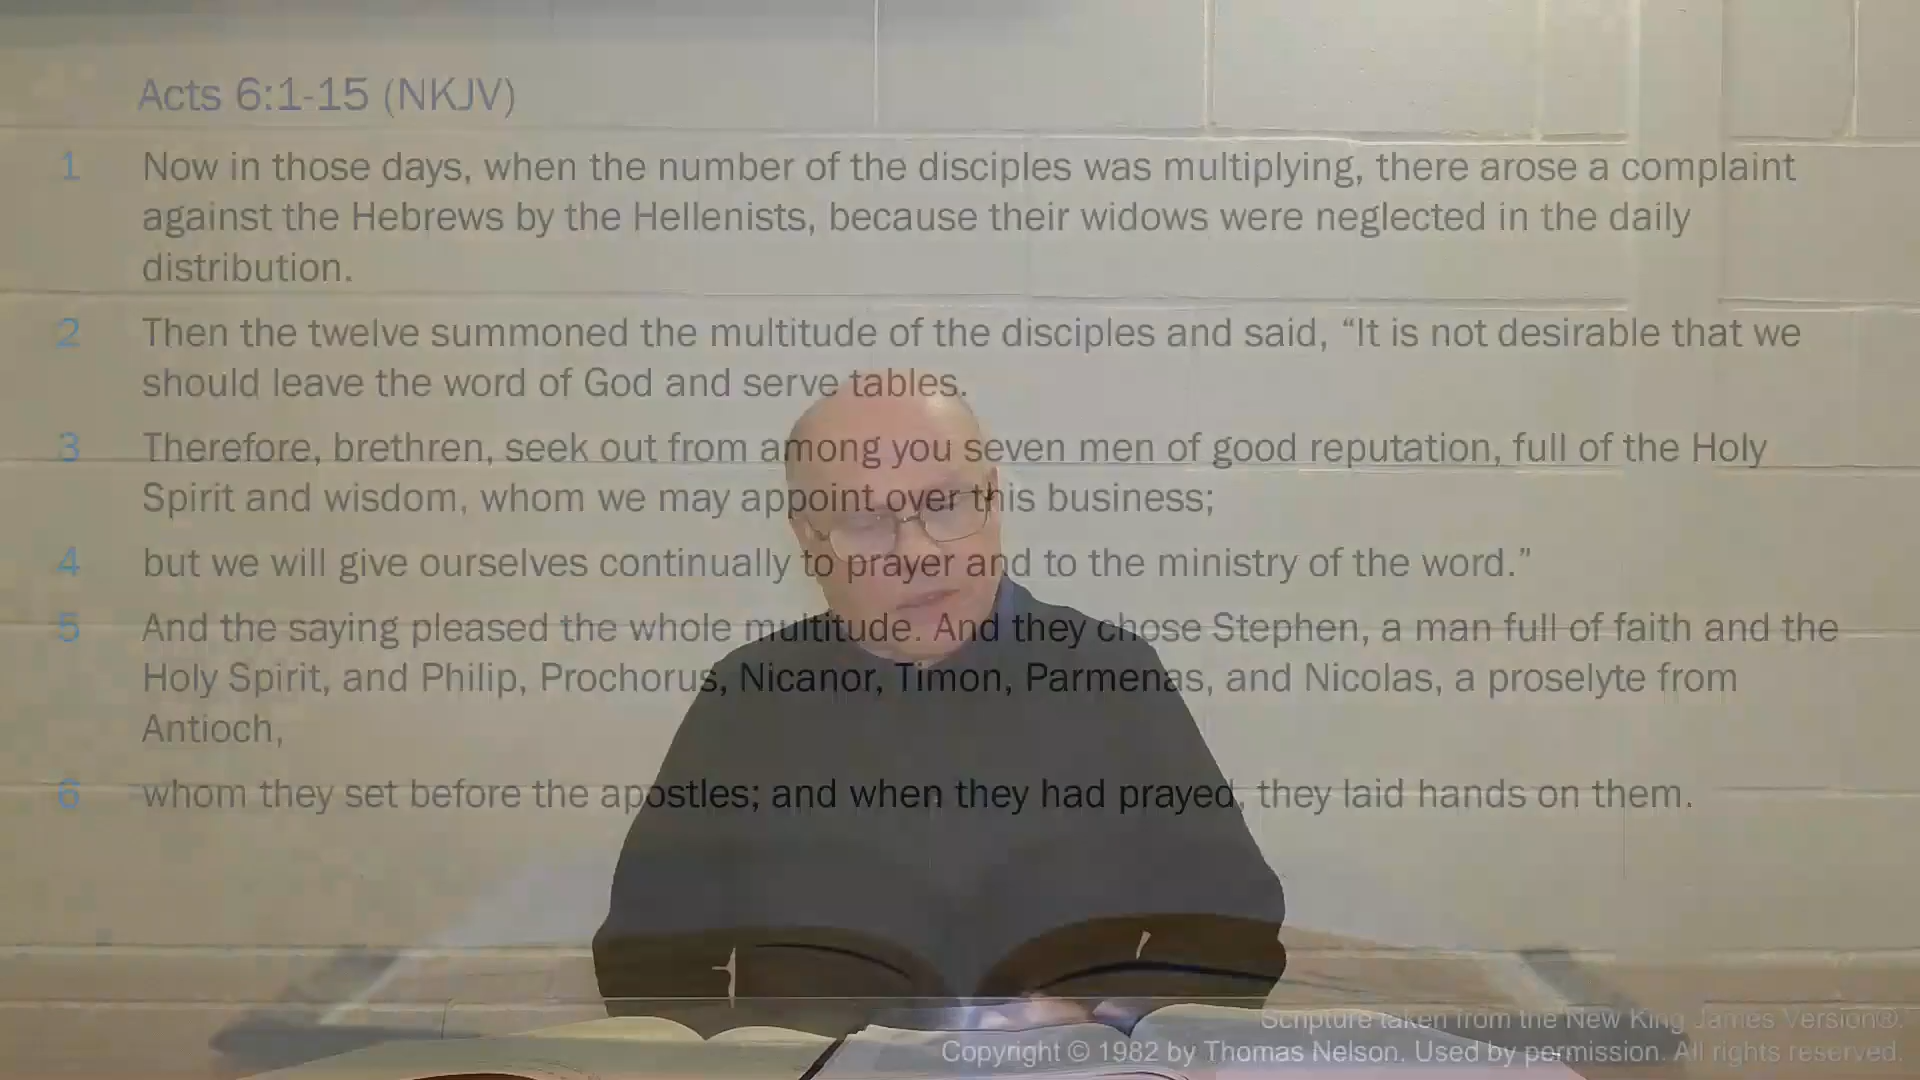 Acts 6:1-15 (NKJV)
1 Now in those days, when the number of the disciples was multiplying, there arose a complaint
against the Hebrews by the Hellenists, because their widows were neglected in the daily
distribution.
2 Then the twelve summoned the multitude of the disciples and said, “It is not desirable that we
should leave the word of God and serve tables.
3 Therefore, brethren, seek out from among you seven men of good reputation, full of the Holy
Spirit and wisdom, whom we may appoint over this business;
4 but we will give ourselves continually to prayer and to the ministry of the word.”
5 And the saying pleased the whole multitude. And they chose Stephen, a man full of faith and the
Holy Spirit, and Philip, Prochorus, Nicanor, Timon, Parmenas, and Nicolas, a proselyte from
Antioch,
6 whom they set before the apostles; and when they had prayed, they laid hands on them.
Scripture taken from the New King James Version®.
Copyright © 1982 by Thomas Nelson. Used by permission. All rights reserved.